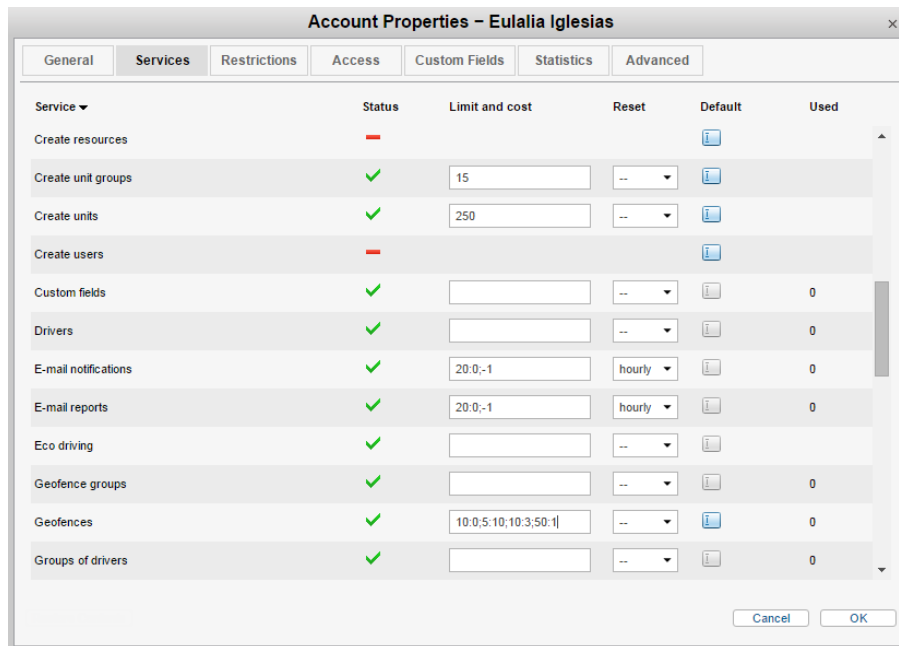 Account Properties – Eulalia Iglesias ×
General Services Restrictions Access Custom Fields Statistics Advanced
Service Status Limit and cost Reset Default Used
Create resources
Create unit groups 15 --
Create units 250 --
Create users
Custom fields -- 0
Drivers -- 0
E-mail notifications 20:0;-1 hourly 0
E-mail reports 20:0;-1 hourly 0
Eco driving --
Geofence groups -- 0
Geofences 10:0;5:10;10:3;50:1 -- 0
Groups of drivers -- 0
Cancel OK